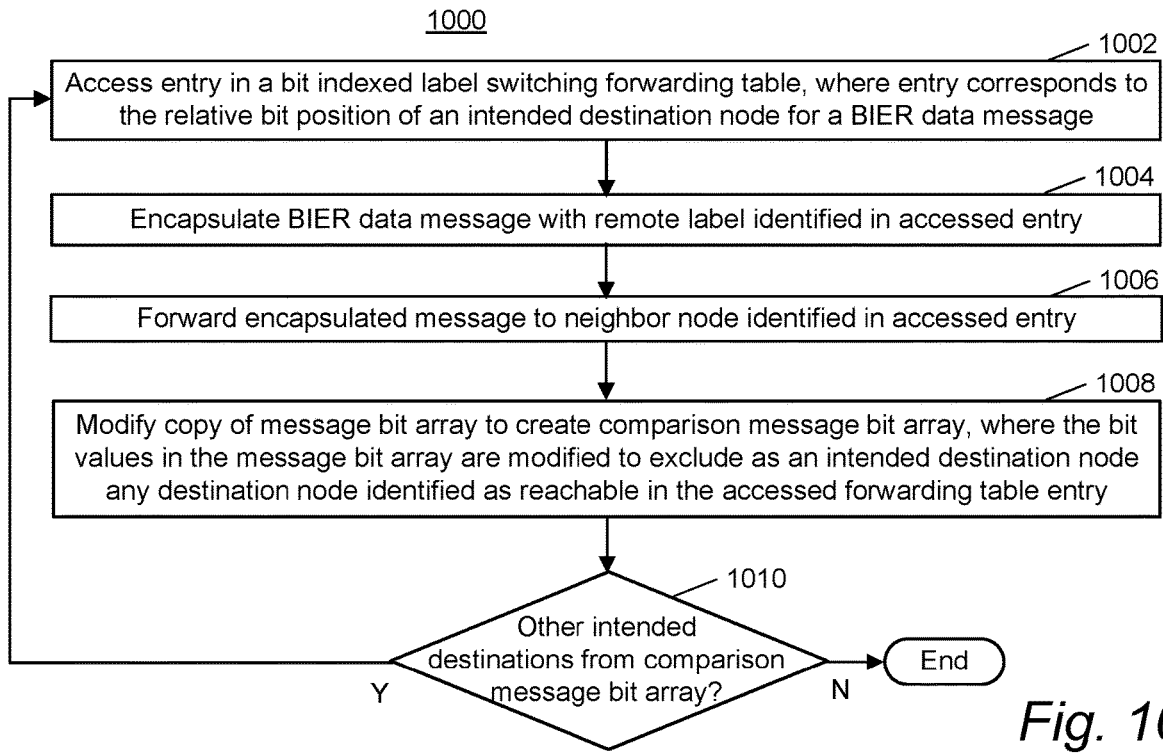 1000
1002
Access entry in a bit indexed label switching forwarding table, where entry corresponds to
the relative bit position of an intended destination node for a BIER data message
1004
Encapsulate BIER data message with remote label identified in accessed entry
1006
Forward encapsulated message to neighbor node identified in accessed entry
1008
Modify copy of message bit array to create comparison message bit array, where the bit
values in the message bit array are modified to exclude as an intended destination node
any destination node identified as reachable in the accessed forwarding table entry
1010
Other intended
destinations from comparison
message bit array?
Y
N
End
Fig. 10